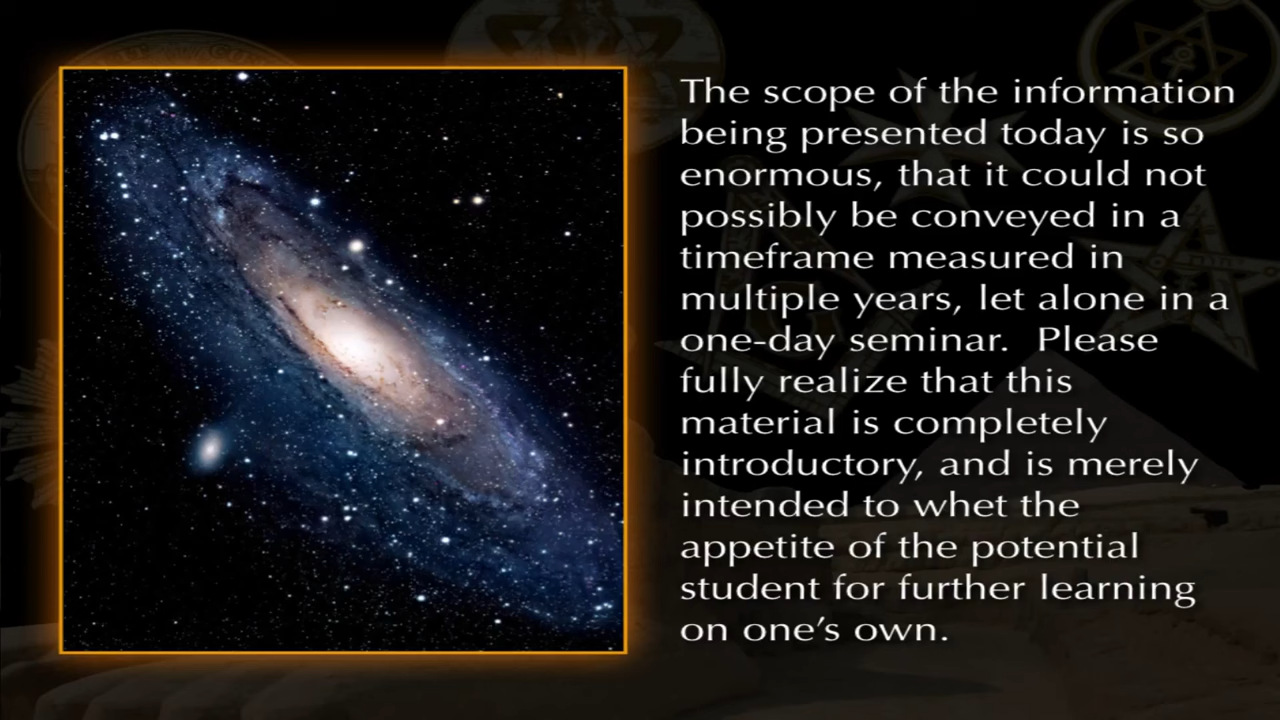 The scope of the information
being presented today is so
enormous, that it could not
possibly be conveyed in a
timeframe measured in
multiple years, let alone in a
one-day seminar.  Please
fully realize that this
material is completely
introductory, and is merely
intended to whet the
appetite of the potential
student for further learning
on one’s own.